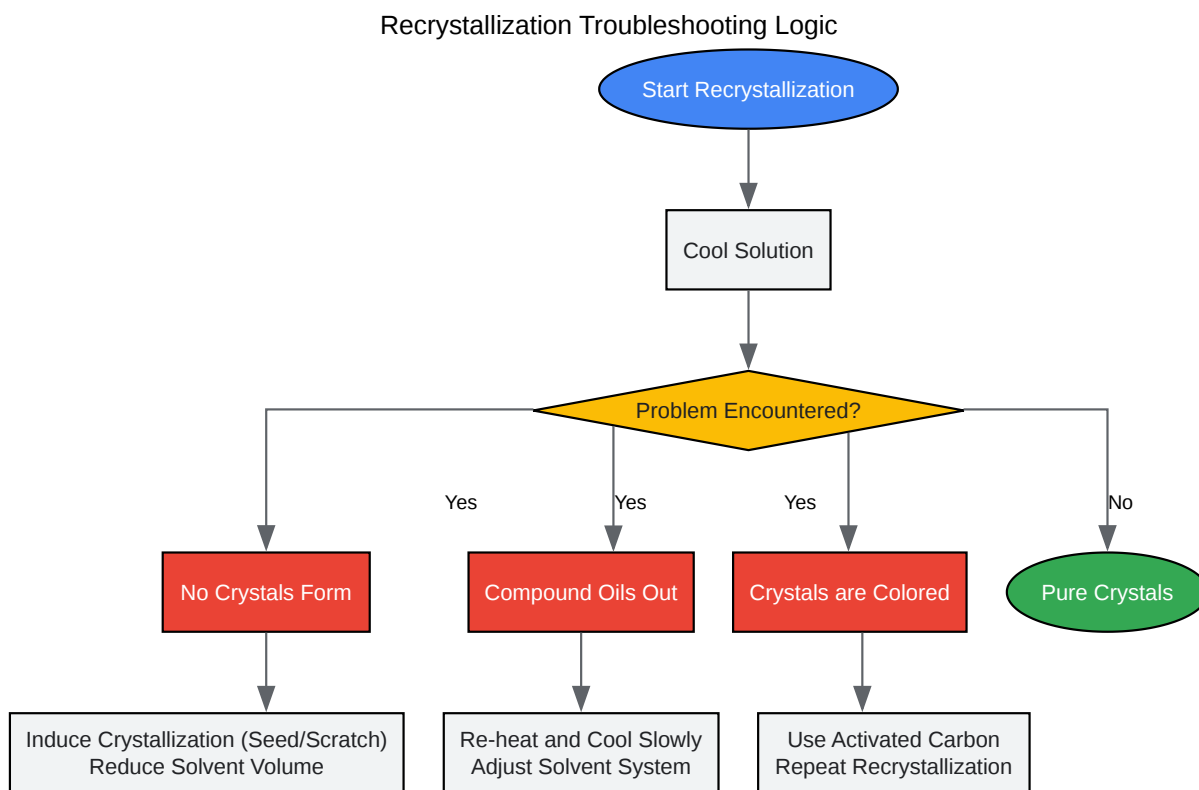 Recrystallization Troubleshooting Logic
Start Recrystallization
Cool Solution
Problem Encountered?
Yes
Yes
Yes
No
No Crystals Form
Compound Oils Out
Crystals are Colored
Pure Crystals
Induce Crystallization (Seed/Scratch)
Reduce Solvent Volume
Re-heat and Cool Slowly
Adjust Solvent System
Use Activated Carbon
Repeat Recrystallization